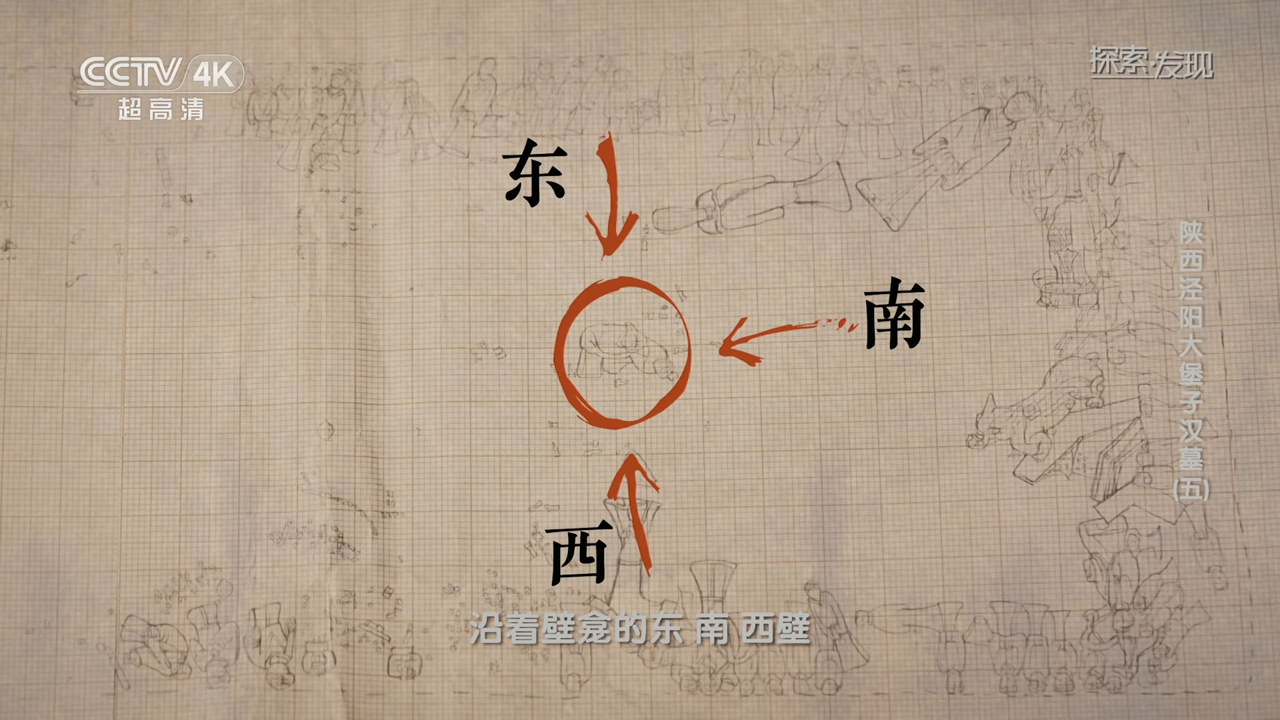 CCTV 4K
超高清
探索·发现
东
南
西
陕西泾阳大堡子汉墓(五)
沿着壁龛的东 南 西壁